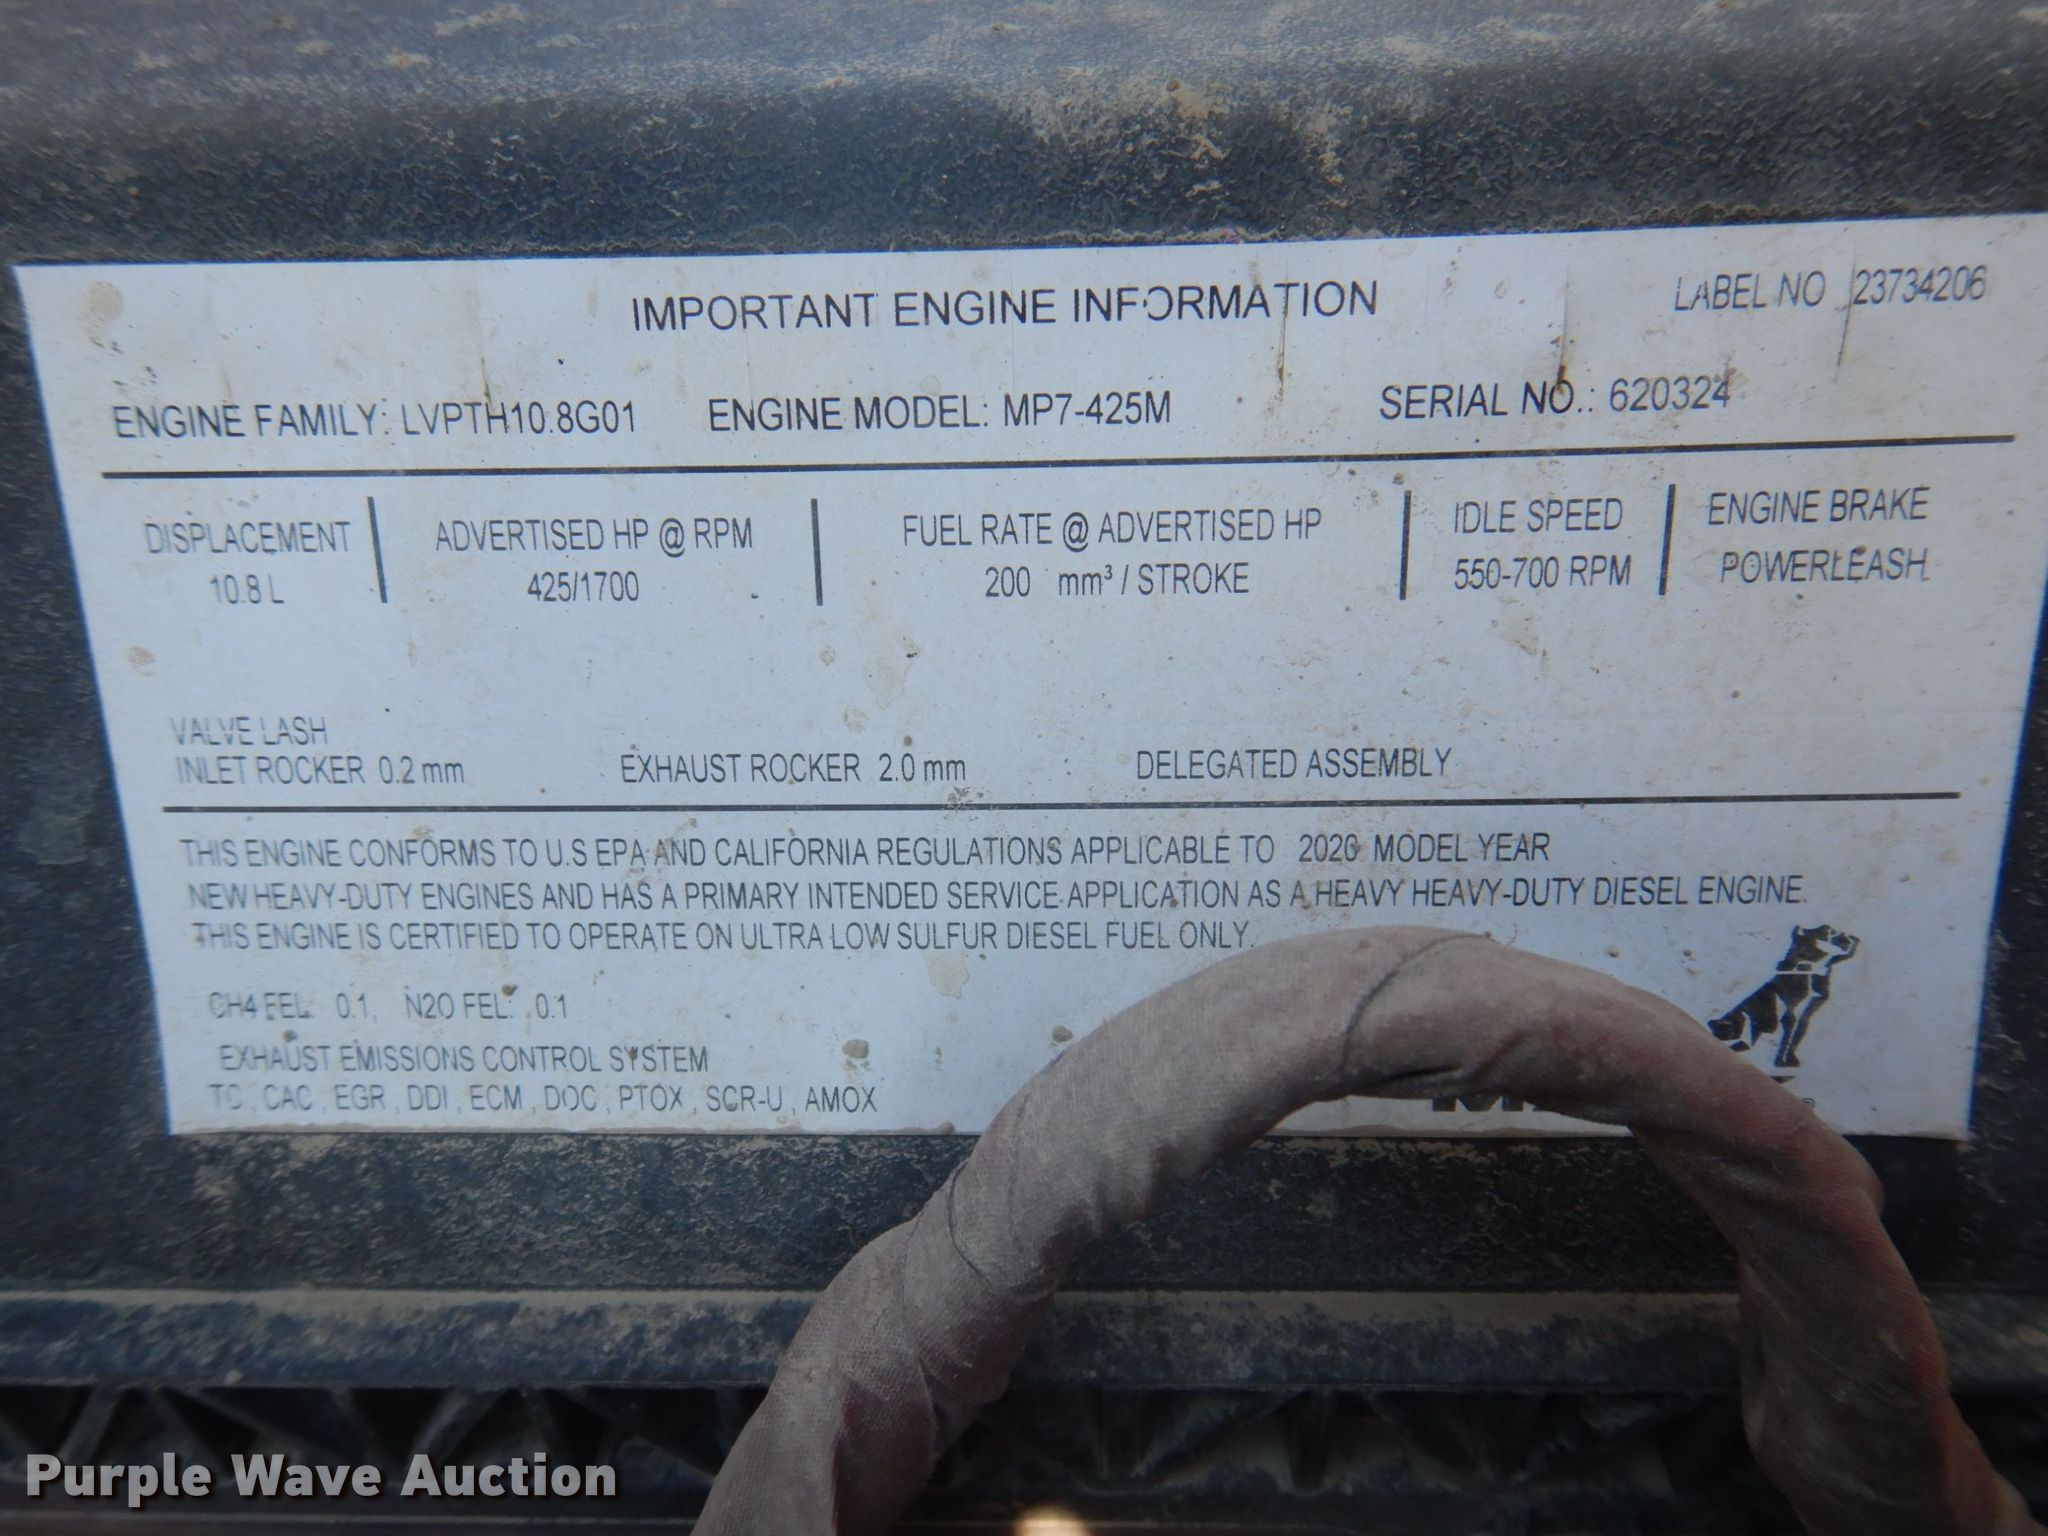 IMPORTANT ENGINE INFORMATION LABEL NO 23734206
ENGINE FAMILY: LVPTH10.8G01 ENGINE MODEL: MP7-425M SERIAL NO.: 620324
DISPLACEMENT ADVERTISED HP @ RPM FUEL RATE @ ADVERTISED HP IDLE SPEED ENGINE BRAKE
10.8 L 425/1700 200 mm³ / STROKE 550-700 RPM POWERLEASH
VALVE LASH
INLET ROCKER 0.2 mm EXHAUST ROCKER 2.0 mm DELEGATED ASSEMBLY
THIS ENGINE CONFORMS TO U.S EPA AND CALIFORNIA REGULATIONS APPLICABLE TO 2020 MODEL YEAR
NEW HEAVY-DUTY ENGINES AND HAS A PRIMARY INTENDED SERVICE APPLICATION AS A HEAVY HEAVY-DUTY DIESEL ENGINE.
THIS ENGINE IS CERTIFIED TO OPERATE ON ULTRA LOW SULFUR DIESEL FUEL ONLY.
CH4 FEL: 0.1, N2O FEL: 0.1
EXHAUST EMISSIONS CONTROL SYSTEM
TC, CAC, EGR, DDI, ECM, DOC, PTOX, SCR-U, AMOX
Purple Wave Auction